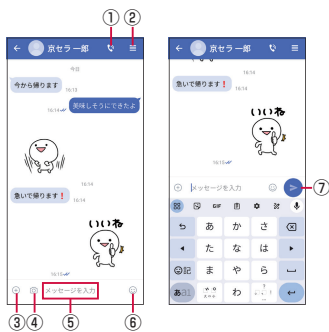 ①
②
京セラ 一郎
今日
今から帰ります
16:13
美味しそうにできたよ
16:14
16:14
急いで帰ります❗
16:14
いいね
16:15
メッセージを入力
③
④
⑤
⑥
京セラ 一郎
16:14
急いで帰ります❗
16:14
いいね
16:15
メッセージを入力
⑦
GIF
あ
か
さ
た
な
は
記
ま
や
ら
あa1
わ